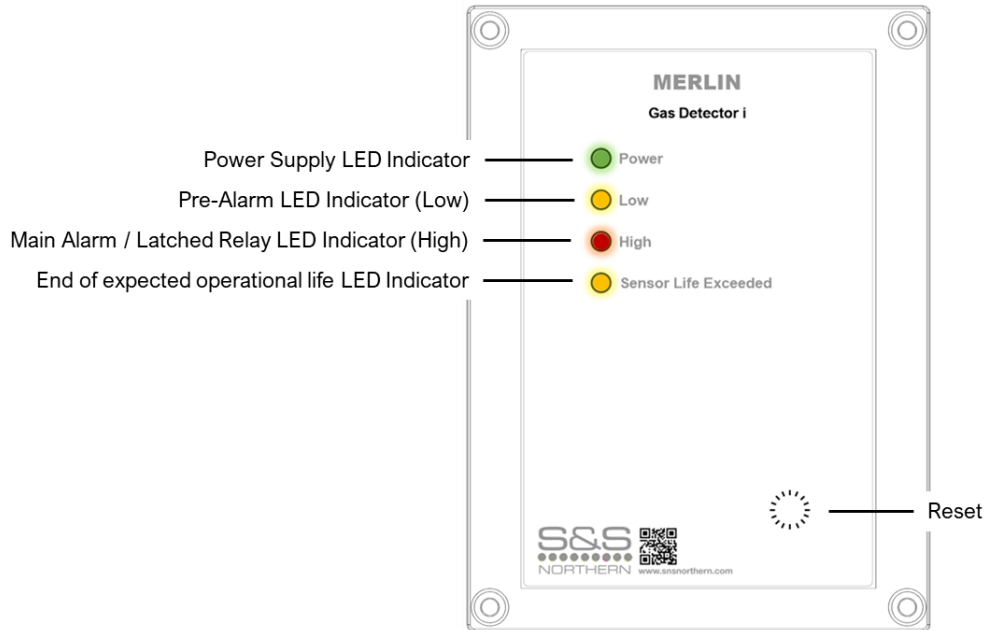 MERLIN
Gas Detector i
Power Supply LED Indicator
Power
Pre-Alarm LED Indicator (Low)
Low
Main Alarm / Latched Relay LED Indicator (High)
High
End of expected operational life LED Indicator
Sensor Life Exceeded
Reset
S&S
NORTHERN
www.snsnorthern.com